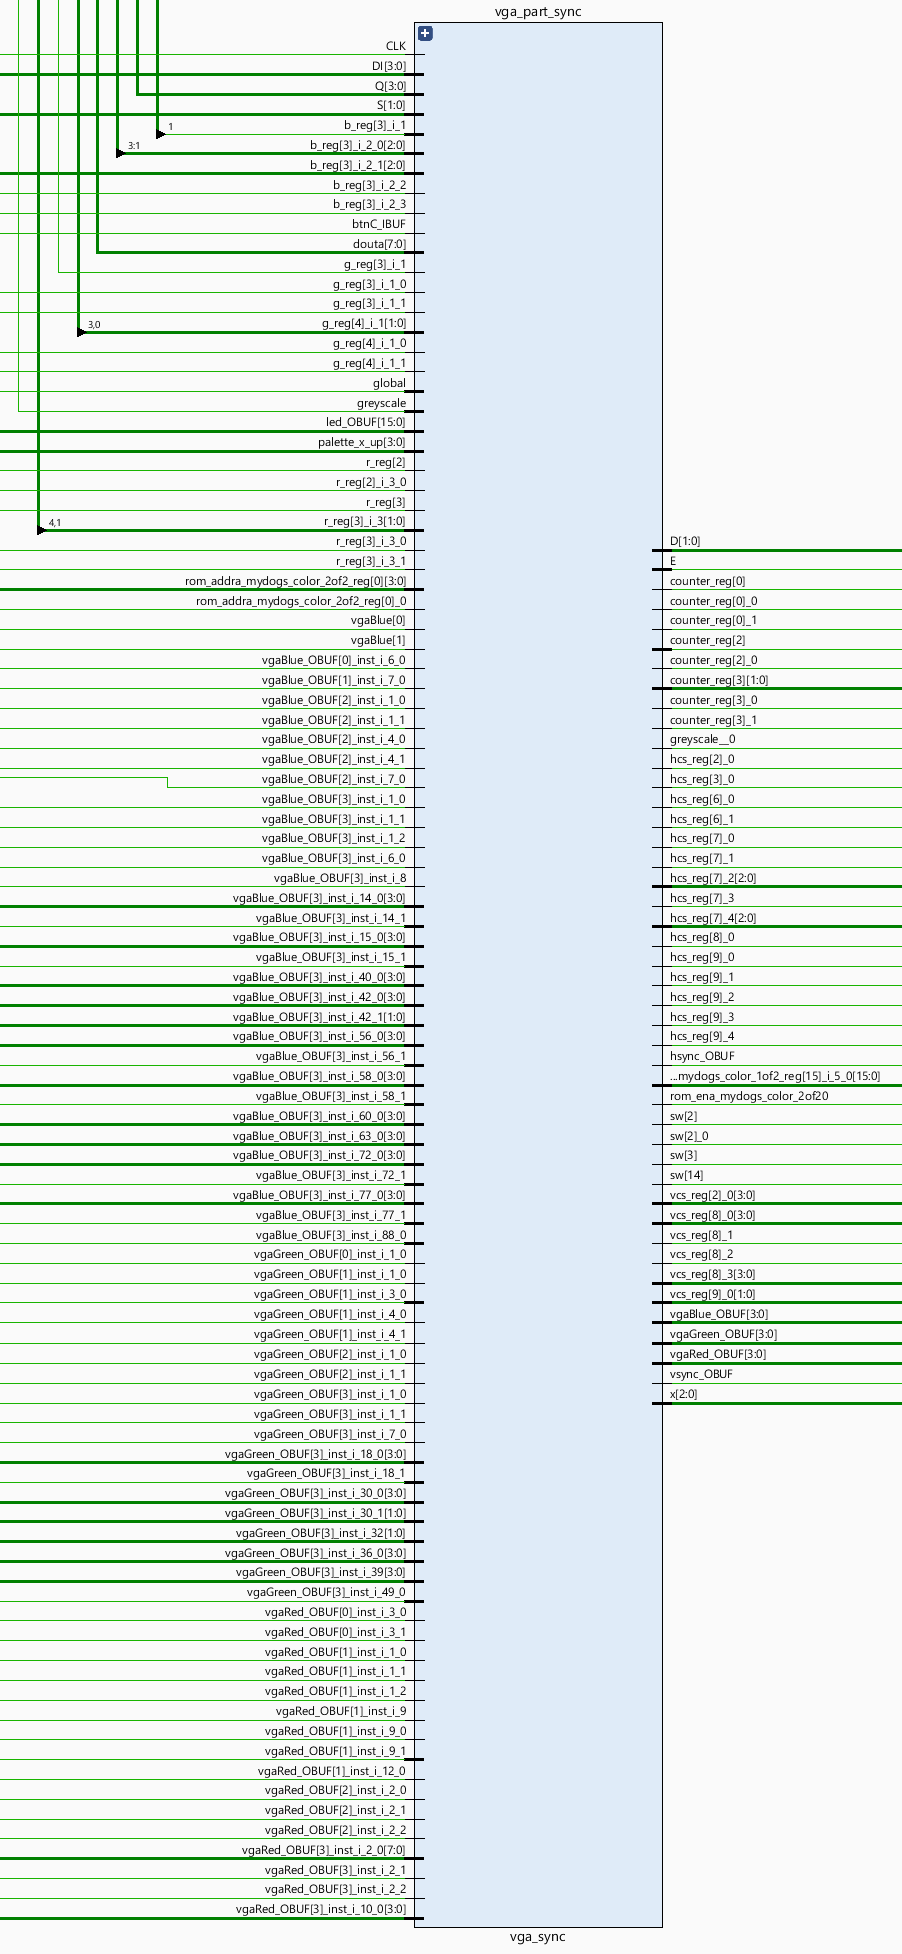 vga_part_sync
CLK
DI[3:0]
Q[3:0]
S[1:0]
1
b_reg[3]_i_1
3:1
b_reg[3]_i_2_0[2:0]
b_reg[3]_i_2_1[2:0]
b_reg[3]_i_2_2
b_reg[3]_i_2_3
btnC_IBUF
douta[7:0]
g_reg[3]_i_1
g_reg[3]_i_1_0
g_reg[3]_i_1_1
3,0
g_reg[4]_i_1[1:0]
g_reg[4]_i_1_0
g_reg[4]_i_1_1
global
greyscale
led_OBUF[15:0]
palette_x_up[3:0]
r_reg[2]
r_reg[2]_i_3_0
r_reg[3]
4,1
r_reg[3]_i_3[1:0]
r_reg[3]_i_3_0
r_reg[3]_i_3_1
rom_addra_mydogs_color_2of2_reg[0][3:0]
rom_addra_mydogs_color_2of2_reg[0]_0
vgaBlue[0]
vgaBlue[1]
vgaBlue_OBUF[0]_inst_i_6_0
vgaBlue_OBUF[1]_inst_i_7_0
vgaBlue_OBUF[2]_inst_i_1_0
vgaBlue_OBUF[2]_inst_i_1_1
vgaBlue_OBUF[2]_inst_i_4_0
vgaBlue_OBUF[2]_inst_i_4_1
vgaBlue_OBUF[2]_inst_i_7_0
vgaBlue_OBUF[3]_inst_i_1_0
vgaBlue_OBUF[3]_inst_i_1_1
vgaBlue_OBUF[3]_inst_i_1_2
vgaBlue_OBUF[3]_inst_i_6_0
vgaBlue_OBUF[3]_inst_i_8
vgaBlue_OBUF[3]_inst_i_14_0[3:0]
vgaBlue_OBUF[3]_inst_i_14_1
vgaBlue_OBUF[3]_inst_i_15_0[3:0]
vgaBlue_OBUF[3]_inst_i_15_1
vgaBlue_OBUF[3]_inst_i_40_0[3:0]
vgaBlue_OBUF[3]_inst_i_42_0[3:0]
vgaBlue_OBUF[3]_inst_i_42_1[1:0]
vgaBlue_OBUF[3]_inst_i_56_0[3:0]
vgaBlue_OBUF[3]_inst_i_56_1
vgaBlue_OBUF[3]_inst_i_58_0[3:0]
vgaBlue_OBUF[3]_inst_i_58_1
vgaBlue_OBUF[3]_inst_i_60_0[3:0]
vgaBlue_OBUF[3]_inst_i_63_0[3:0]
vgaBlue_OBUF[3]_inst_i_72_0[3:0]
vgaBlue_OBUF[3]_inst_i_72_1
vgaBlue_OBUF[3]_inst_i_77_0[3:0]
vgaBlue_OBUF[3]_inst_i_77_1
vgaBlue_OBUF[3]_inst_i_88_0
vgaGreen_OBUF[0]_inst_i_1_0
vgaGreen_OBUF[1]_inst_i_1_0
vgaGreen_OBUF[1]_inst_i_3_0
vgaGreen_OBUF[1]_inst_i_4_0
vgaGreen_OBUF[1]_inst_i_4_1
vgaGreen_OBUF[2]_inst_i_1_0
vgaGreen_OBUF[2]_inst_i_1_1
vgaGreen_OBUF[3]_inst_i_1_0
vgaGreen_OBUF[3]_inst_i_1_1
vgaGreen_OBUF[3]_inst_i_7_0
vgaGreen_OBUF[3]_inst_i_18_0[3:0]
vgaGreen_OBUF[3]_inst_i_18_1
vgaGreen_OBUF[3]_inst_i_30_0[3:0]
vgaGreen_OBUF[3]_inst_i_30_1[1:0]
vgaGreen_OBUF[3]_inst_i_32[1:0]
vgaGreen_OBUF[3]_inst_i_36_0[3:0]
vgaGreen_OBUF[3]_inst_i_39[3:0]
vgaGreen_OBUF[3]_inst_i_49_0
vgaRed_OBUF[0]_inst_i_3_0
vgaRed_OBUF[0]_inst_i_3_1
vgaRed_OBUF[1]_inst_i_1_0
vgaRed_OBUF[1]_inst_i_1_1
vgaRed_OBUF[1]_inst_i_1_2
vgaRed_OBUF[1]_inst_i_9
vgaRed_OBUF[1]_inst_i_9_0
vgaRed_OBUF[1]_inst_i_9_1
vgaRed_OBUF[1]_inst_i_12_0
vgaRed_OBUF[2]_inst_i_2_0
vgaRed_OBUF[2]_inst_i_2_1
vgaRed_OBUF[2]_inst_i_2_2
vgaRed_OBUF[3]_inst_i_2_0[7:0]
vgaRed_OBUF[3]_inst_i_2_1
vgaRed_OBUF[3]_inst_i_2_2
vgaRed_OBUF[3]_inst_i_10_0[3:0]
D[1:0]
E
counter_reg[0]
counter_reg[0]_0
counter_reg[0]_1
counter_reg[2]
counter_reg[2]_0
counter_reg[3][1:0]
counter_reg[3]_0
counter_reg[3]_1
greyscale__0
hcs_reg[2]_0
hcs_reg[3]_0
hcs_reg[6]_0
hcs_reg[6]_1
hcs_reg[7]_0
hcs_reg[7]_1
hcs_reg[7]_2[2:0]
hcs_reg[7]_3
hcs_reg[7]_4[2:0]
hcs_reg[8]_0
hcs_reg[9]_0
hcs_reg[9]_1
hcs_reg[9]_2
hcs_reg[9]_3
hcs_reg[9]_4
hsync_OBUF
...mydogs_color_1of2_reg[15]_i_5_0[15:0]
rom_ena_mydogs_color_2of20
sw[2]
sw[2]_0
sw[3]
sw[14]
vcs_reg[2]_0[3:0]
vcs_reg[8]_0[3:0]
vcs_reg[8]_1
vcs_reg[8]_2
vcs_reg[8]_3[3:0]
vcs_reg[9]_0[1:0]
vgaBlue_OBUF[3:0]
vgaGreen_OBUF[3:0]
vgaRed_OBUF[3:0]
vsync_OBUF
x[2:0]
vga_sync